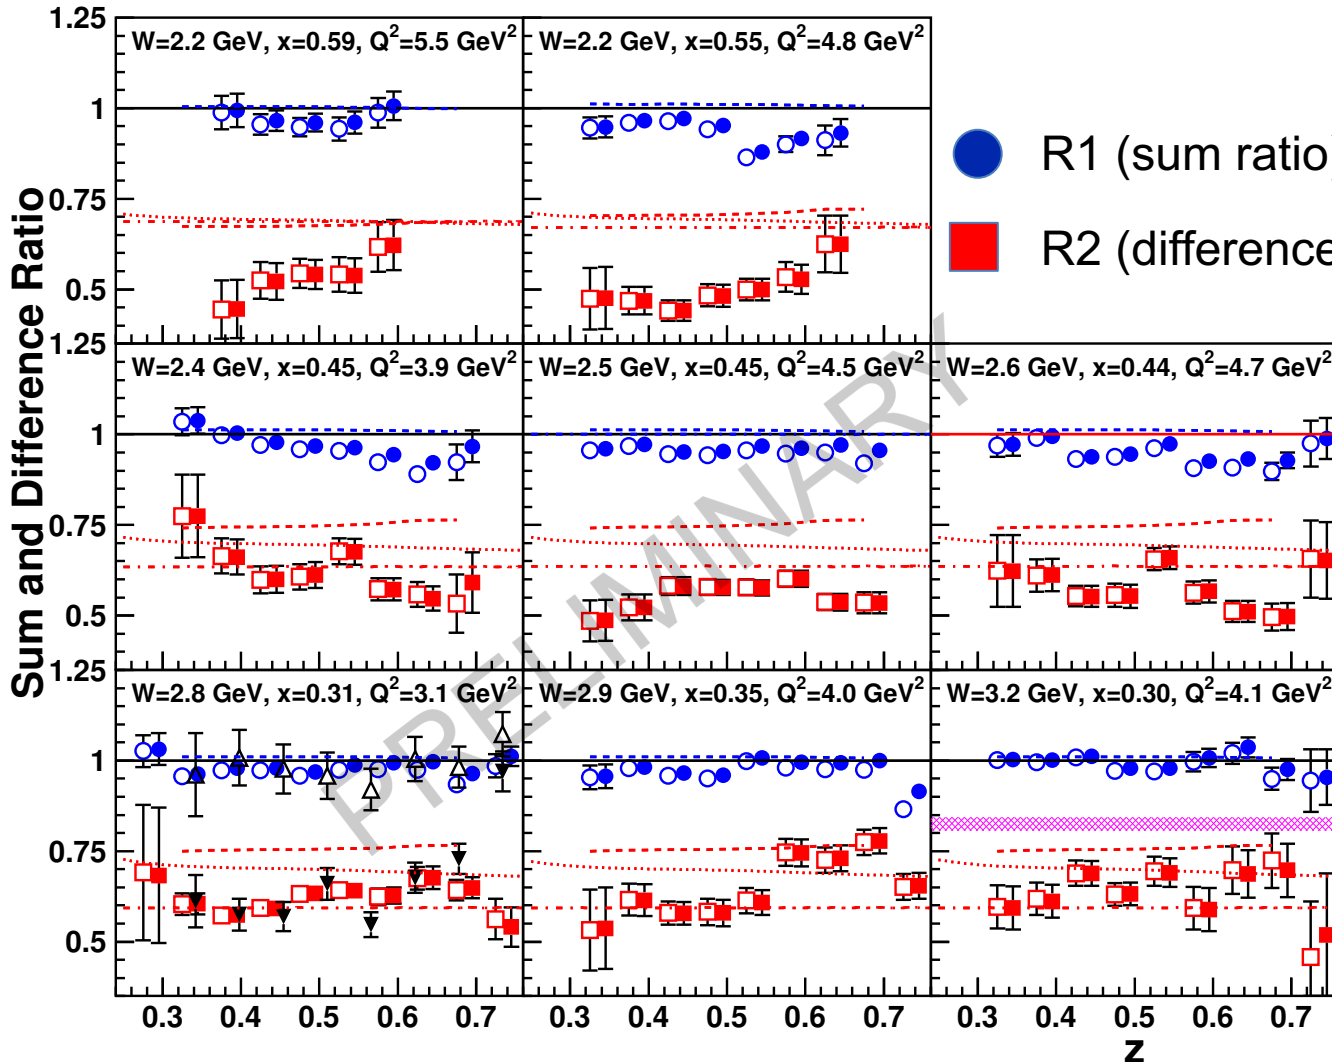 1.25
W=2.2 GeV, x=0.59, Q²=5.5 GeV²
W=2.2 GeV, x=0.55, Q²=4.8 GeV²
1
0.75
0.5
R1 (sum ratio)
R2 (difference
Sum and Difference Ratio
1.25
W=2.4 GeV, x=0.45, Q²=3.9 GeV²
W=2.5 GeV, x=0.45, Q²=4.5 GeV²
W=2.6 GeV, x=0.44, Q²=4.7 GeV²
1
0.75
0.5
PRELIMINARY
1.25
W=2.8 GeV, x=0.31, Q²=3.1 GeV²
W=2.9 GeV, x=0.35, Q²=4.0 GeV²
W=3.2 GeV, x=0.30, Q²=4.1 GeV²
1
0.75
0.5
0.3 0.4 0.5 0.6 0.7 0.3 0.4 0.5 0.6 0.7 0.3 0.4 0.5 0.6 0.7
z